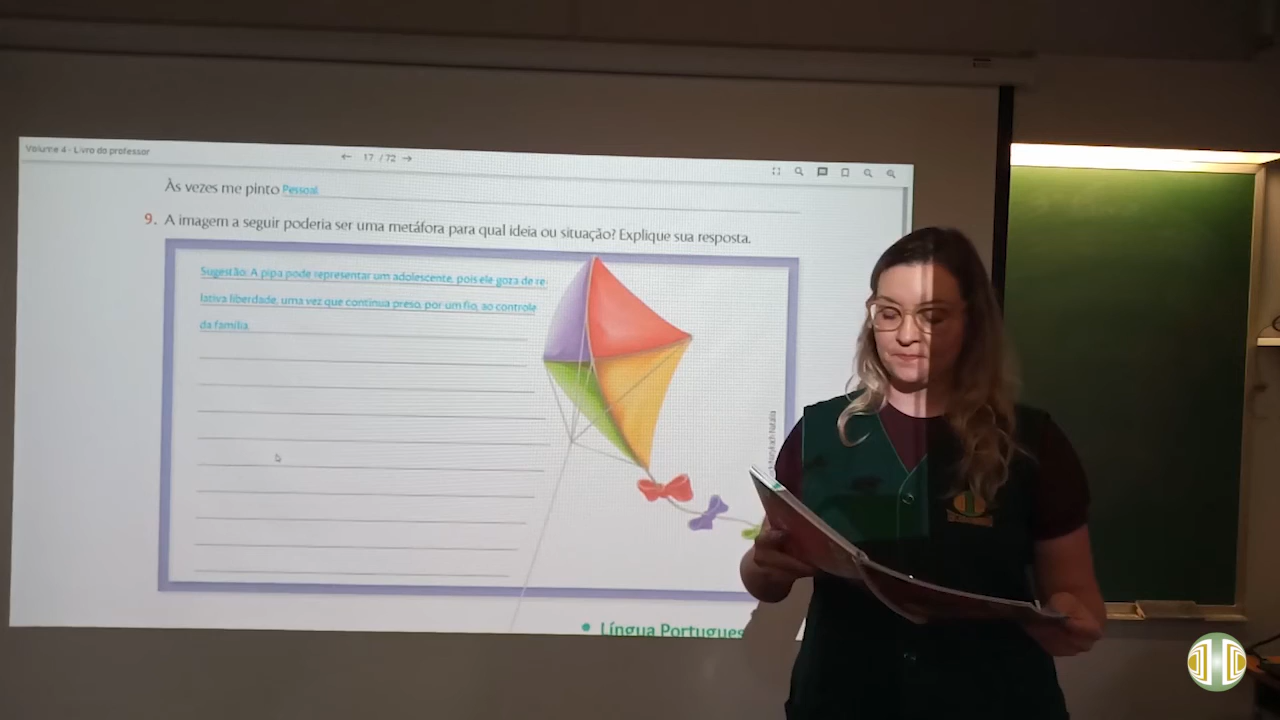 Volume 4 - Livro do professor
17 / 72
Às vezes me pinto Pessoal.
9. A imagem a seguir poderia ser uma metáfora para qual ideia ou situação? Explique sua resposta.
Sugestão: A pipa pode representar um adolescente, pois ele goza de re-
lativa liberdade, uma vez que continua preso, por um fio, ao controle
da família.
• Língua Portugues